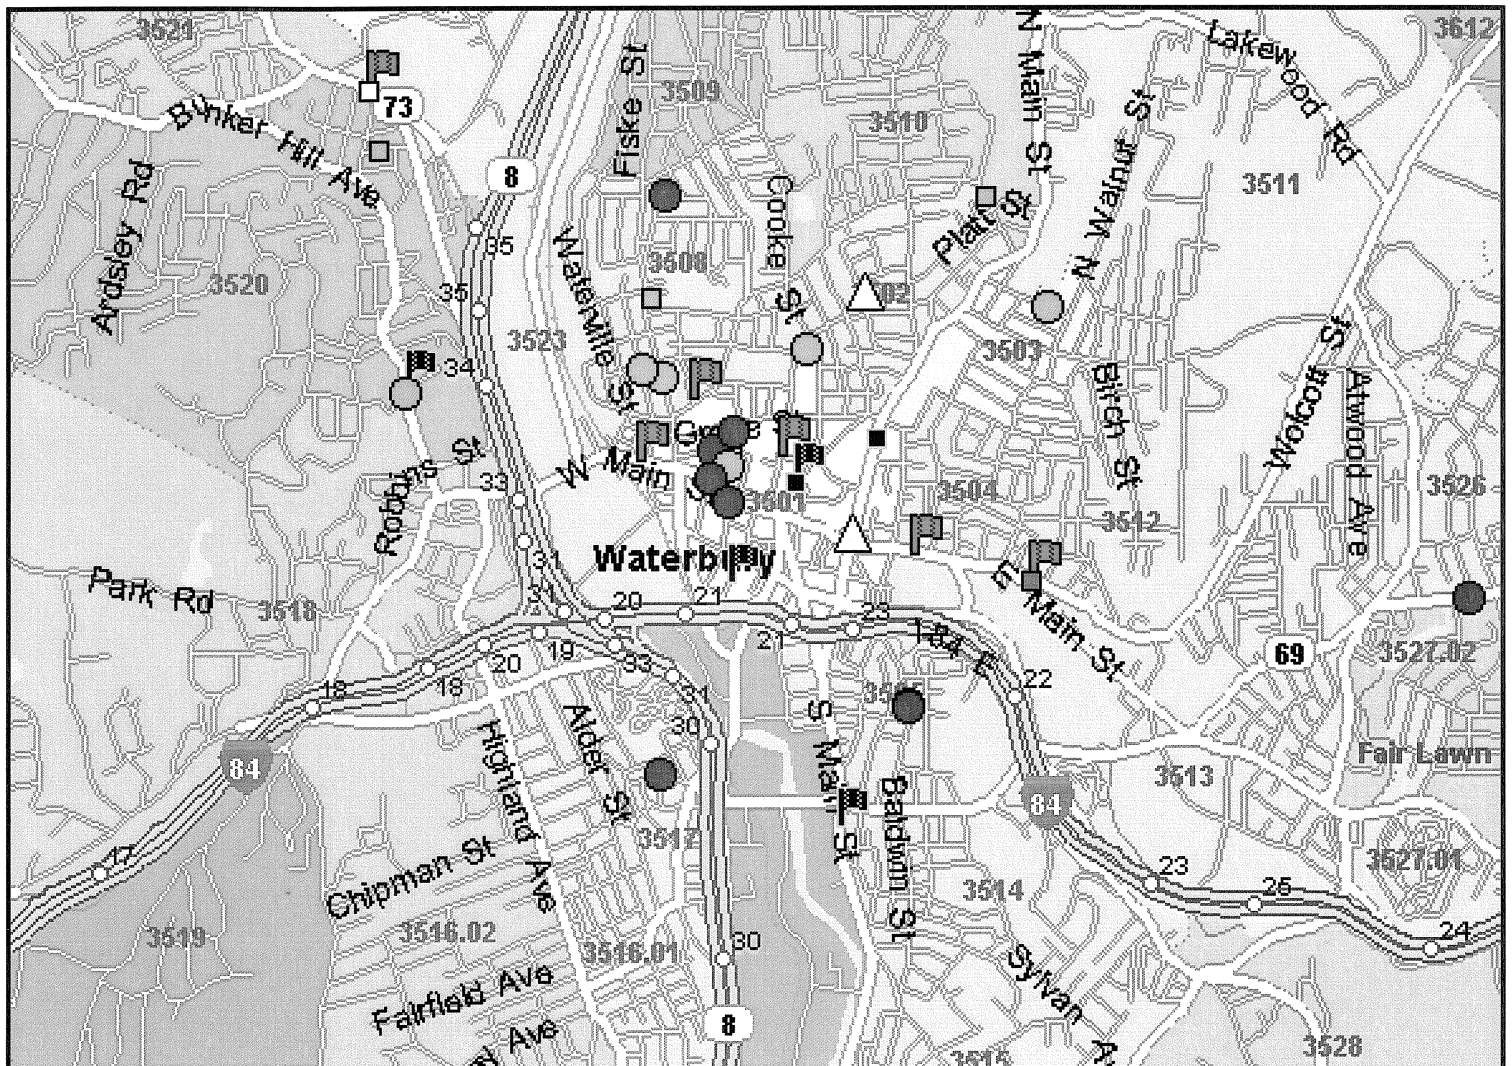 3521
3612
Lakewood Rd
N Main St
Fiske St
3509
73
Bunker Hill Ave
3510
N Walnut St
8
3511
Ardsley Rd
Cooke St
Platt St
35
Waterville St
3508
3520
35
02
3523
3503
34
Wolcott St
Birch St
Atwood Ave
Robbins St
W Main
33
3501
3504
3526
3512
31
Waterbury
E Main St
Park Rd
3518
31
20
21
23
21
I-84 E
69
3527.02
20
19
33
22
18
18
31
30
S Main St
Alder St
Highland Ave
84
Fair Lawn
3513
84
Baldwin St
3517
Chipman St
17
3527.01
23
3514
25
3519
3516.02
3516.01
30
24
Sylvan Av
Fairfield Ave
8
Ave
3515
3528